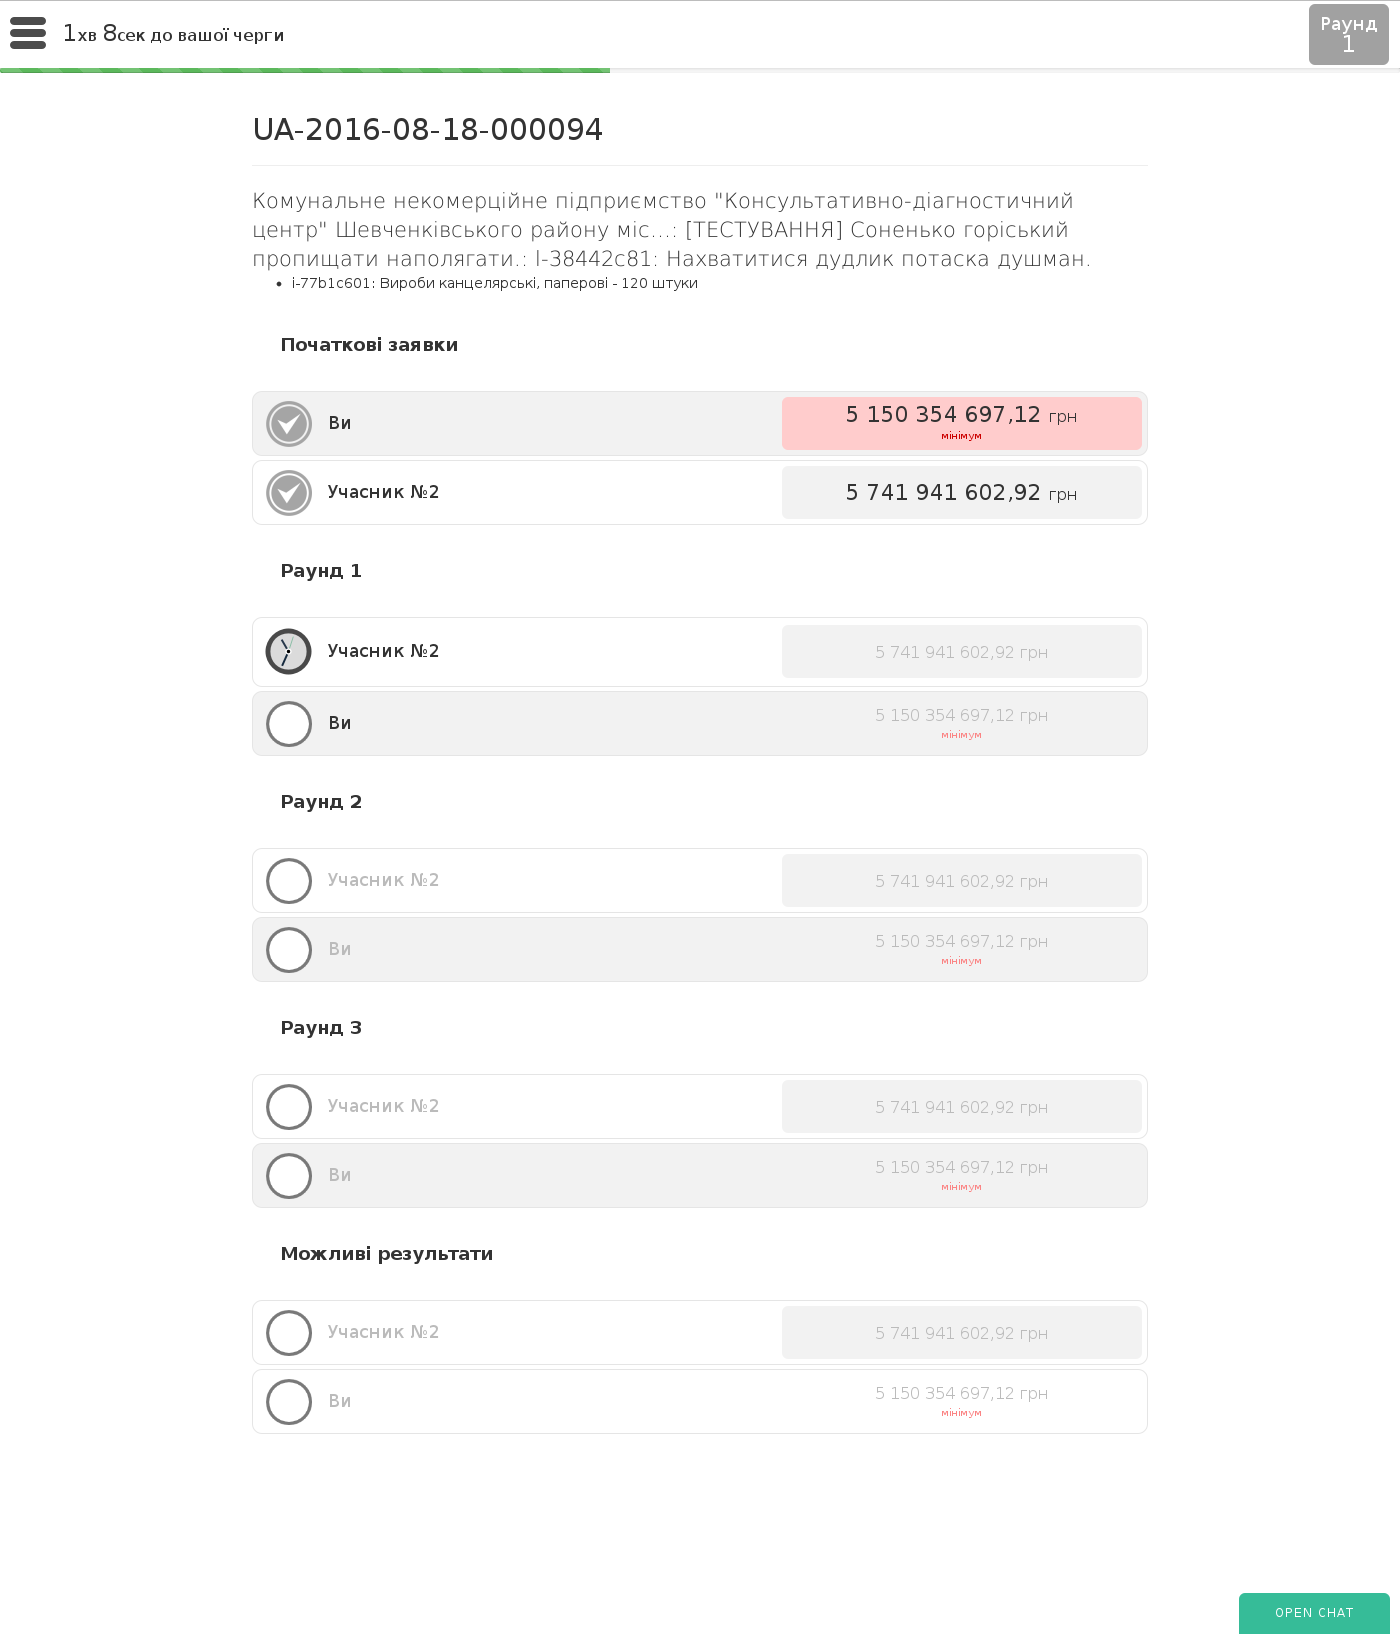 1хв 8сек до вашої черги
Раунд
1
UA-2016-08-18-000094
Комунальне некомерційне підприємство "Консультативно-діагностичний
центр" Шевченківського району міс...: [ТЕСТУВАННЯ] Соненько горіський
пропищати наполягати.: l-38442c81: Нахватитися дудлик потаска душман.
i-77b1c601: Вироби канцелярські, паперові - 120 штуки
Початкові заявки
Ви
5 150 354 697,12 грн
мінімум
Учасник №2
5 741 941 602,92 грн
Раунд 1
Учасник №2
5 741 941 602,92 грн
Ви
5 150 354 697,12 грн
мінімум
Раунд 2
Учасник №2
5 741 941 602,92 грн
Ви
5 150 354 697,12 грн
мінімум
Раунд 3
Учасник №2
5 741 941 602,92 грн
Ви
5 150 354 697,12 грн
мінімум
Можливі результати
Учасник №2
5 741 941 602,92 грн
Ви
5 150 354 697,12 грн
мінімум
OPEN CHAT